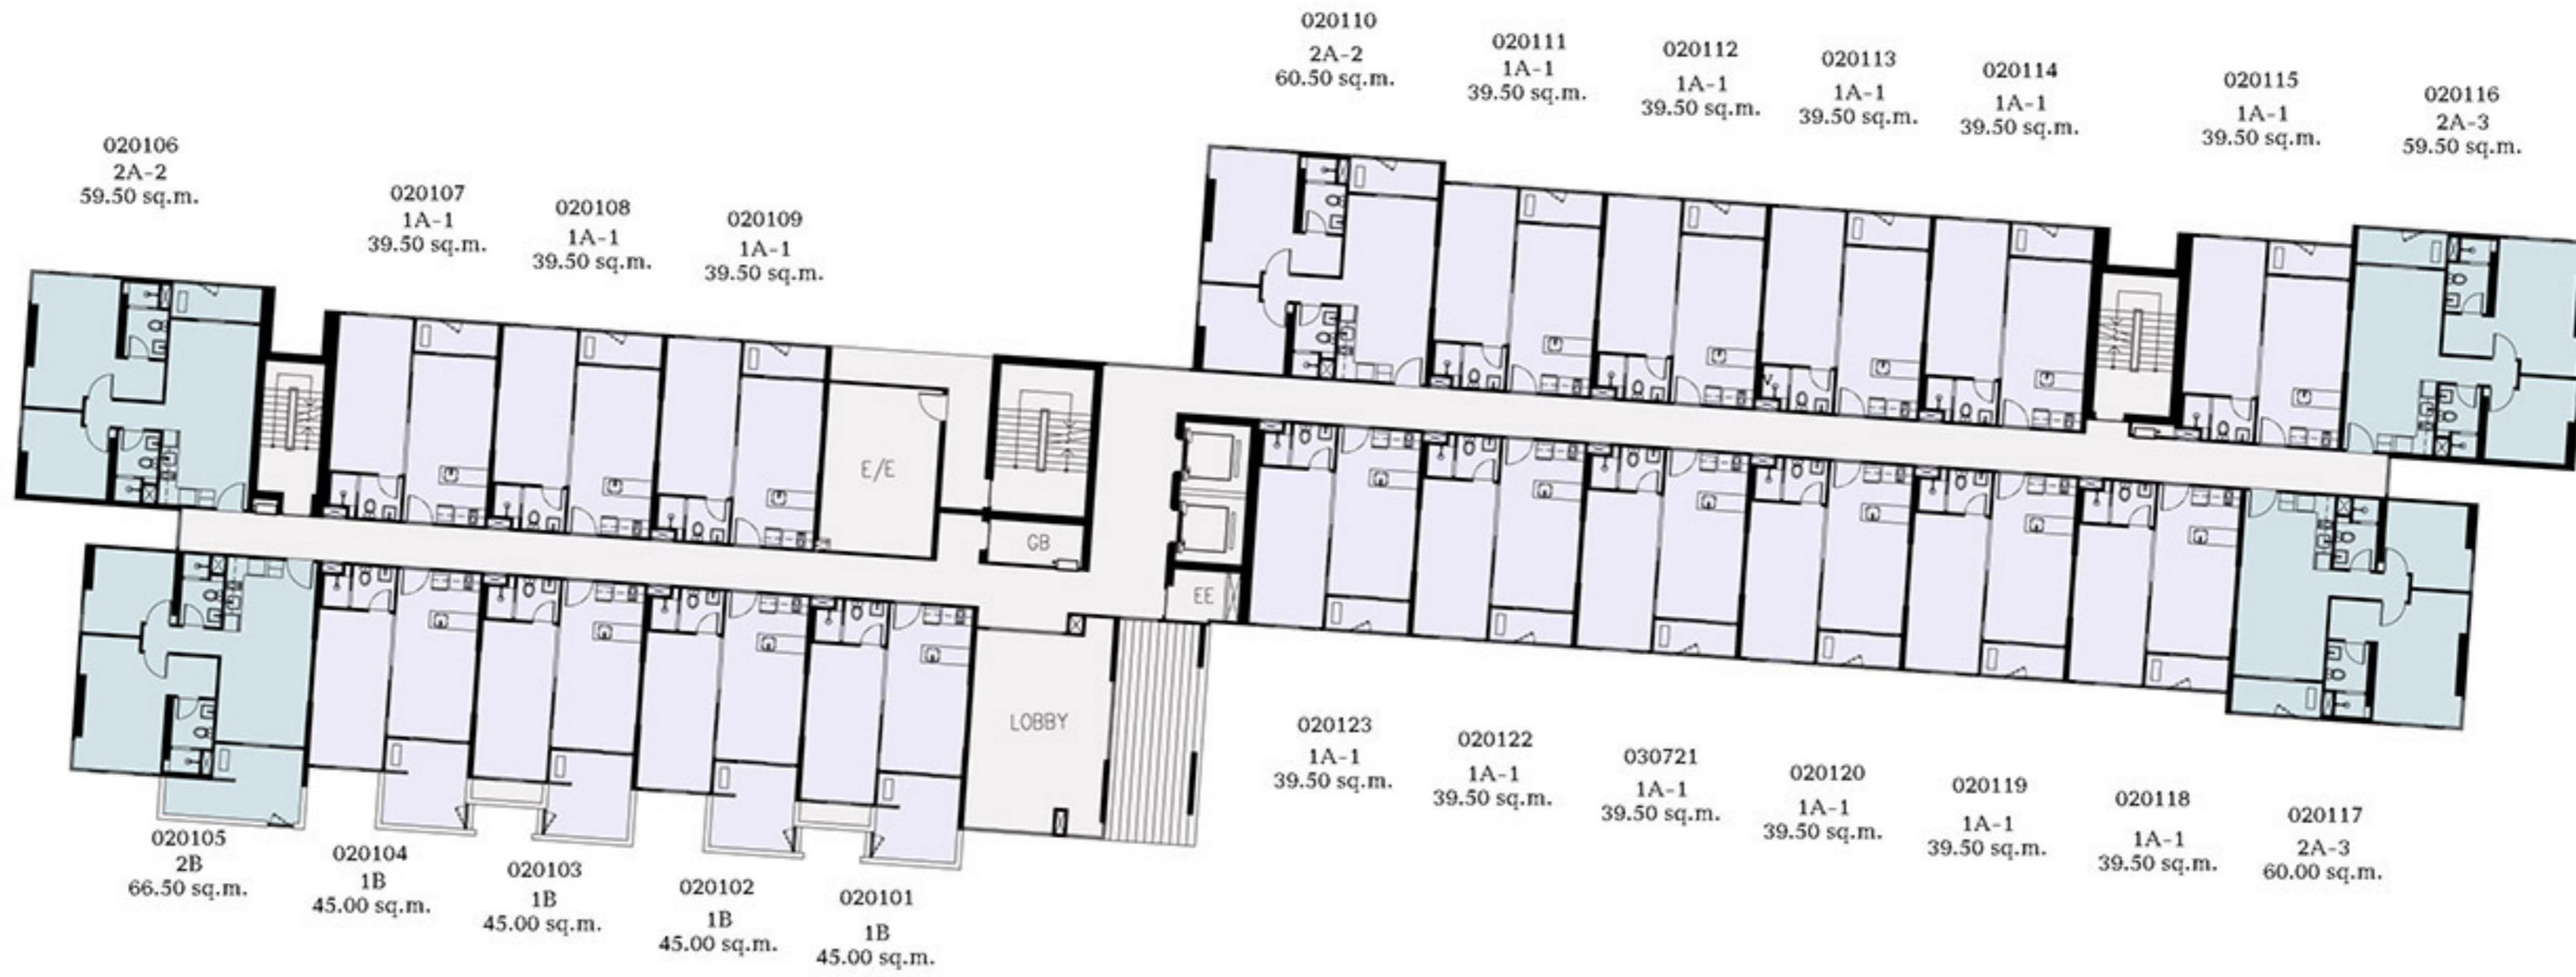 020110
2A-2
60.50 sq.m.
020111
1A-1
39.50 sq.m.
020112
1A-1
39.50 sq.m.
020113
1A-1
39.50 sq.m.
020114
1A-1
39.50 sq.m.
020115
1A-1
39.50 sq.m.
020116
2A-3
59.50 sq.m.
020106
2A-2
59.50 sq.m.
020107
1A-1
39.50 sq.m.
020108
1A-1
39.50 sq.m.
020109
1A-1
39.50 sq.m.
E/E
GB
EE
LOBBY
020123
1A-1
39.50 sq.m.
020122
1A-1
39.50 sq.m.
030721
1A-1
39.50 sq.m.
020120
1A-1
39.50 sq.m.
020119
1A-1
39.50 sq.m.
020118
1A-1
39.50 sq.m.
020117
2A-3
60.00 sq.m.
020105
2B
66.50 sq.m.
020104
1B
45.00 sq.m.
020103
1B
45.00 sq.m.
020102
1B
45.00 sq.m.
020101
1B
45.00 sq.m.